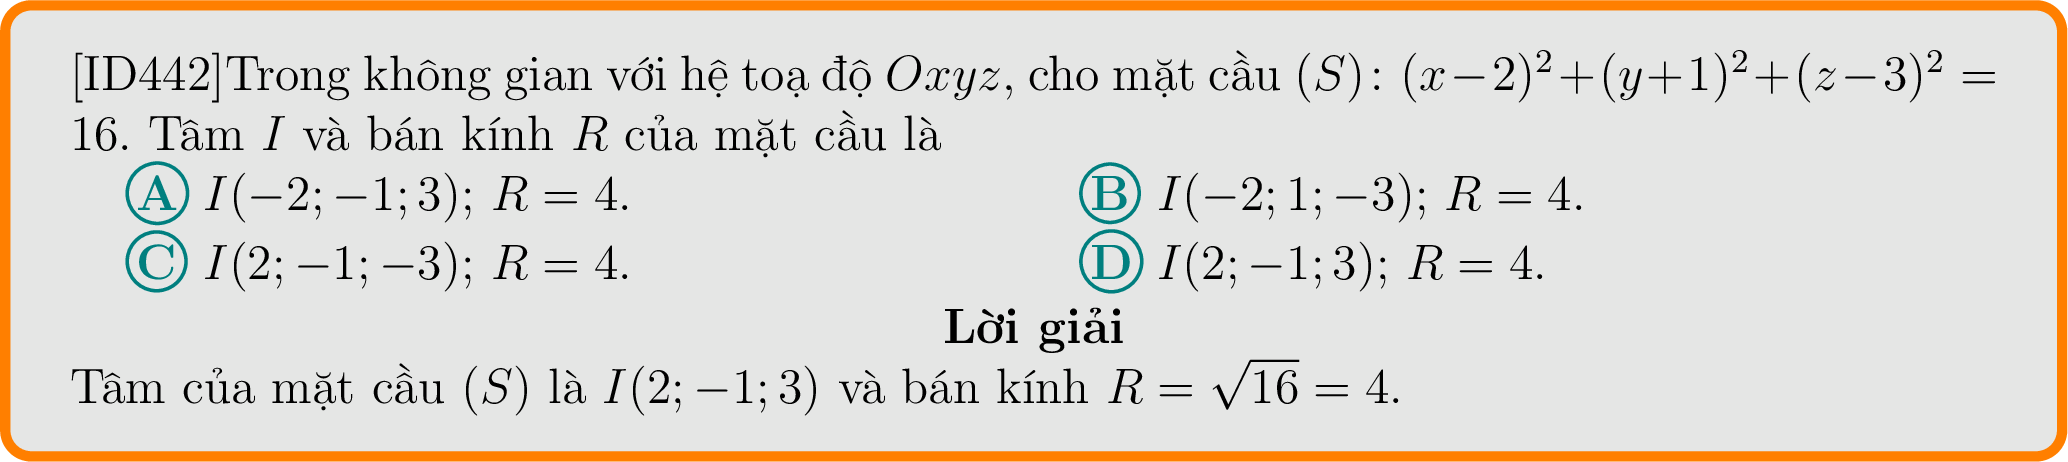 [ID442]Trong không gian với hệ toạ độ Oxyz, cho mặt cầu (S): (x−2)²+(y+1)²+(z−3)² =
16. Tâm I và bán kính R của mặt cầu là
A I(−2; −1; 3); R = 4. B I(−2; 1; −3); R = 4.
C I(2; −1; −3); R = 4. D I(2; −1; 3); R = 4.
Lời giải
Tâm của mặt cầu (S) là I(2; −1; 3) và bán kính R = √16 = 4.